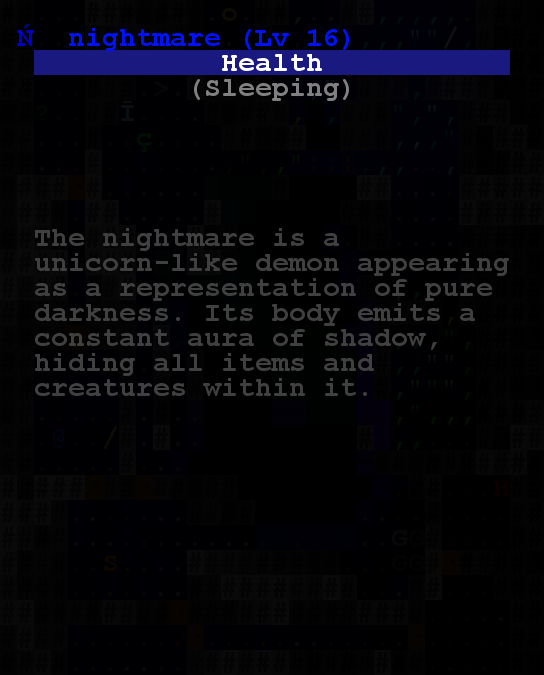 Ń nightmare (Lv 16)
Health
(Sleeping)
The nightmare is a
unicorn-like demon appearing
as a representation of pure
darkness. Its body emits a
constant aura of shadow,
hiding all items and
creatures within it.